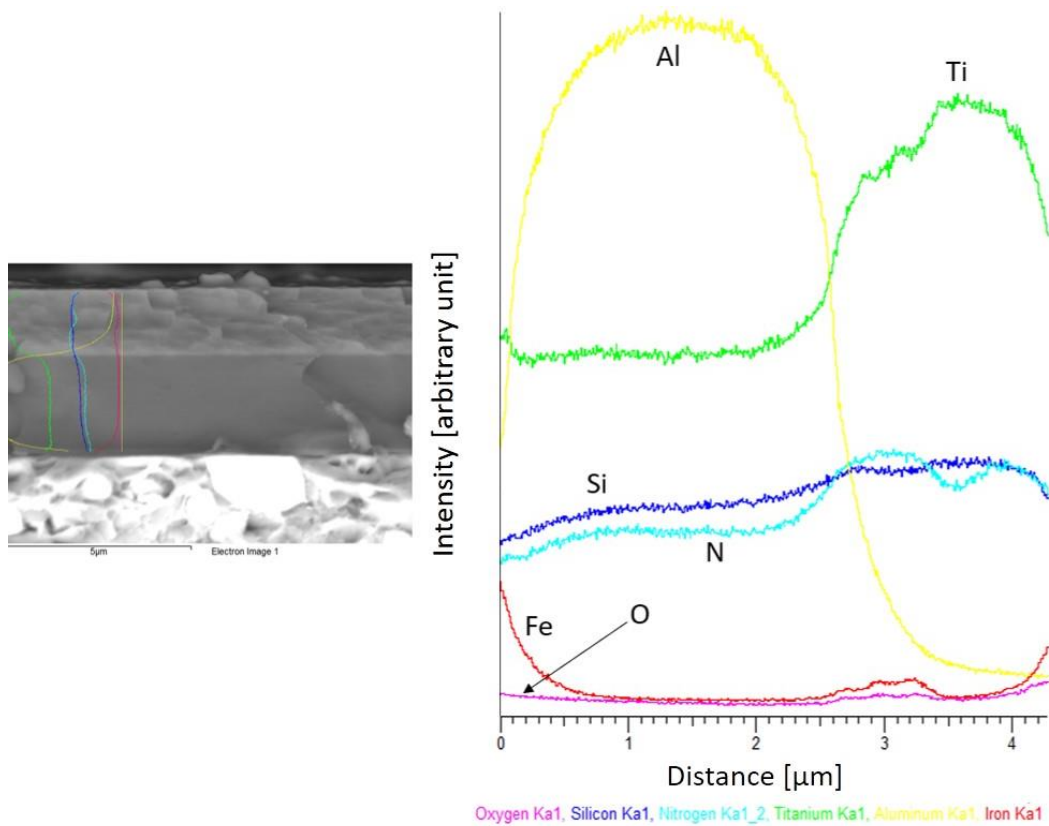 Al
Ti
Si
N
Fe
O
Intensity [arbitrary unit]
0 1 2 3 4
Distance [µm]
5µm Electron Image 1
Oxygen Ka1, Silicon Ka1, Nitrogen Ka1_2, Titanium Ka1, Aluminum Ka1, Iron Ka1